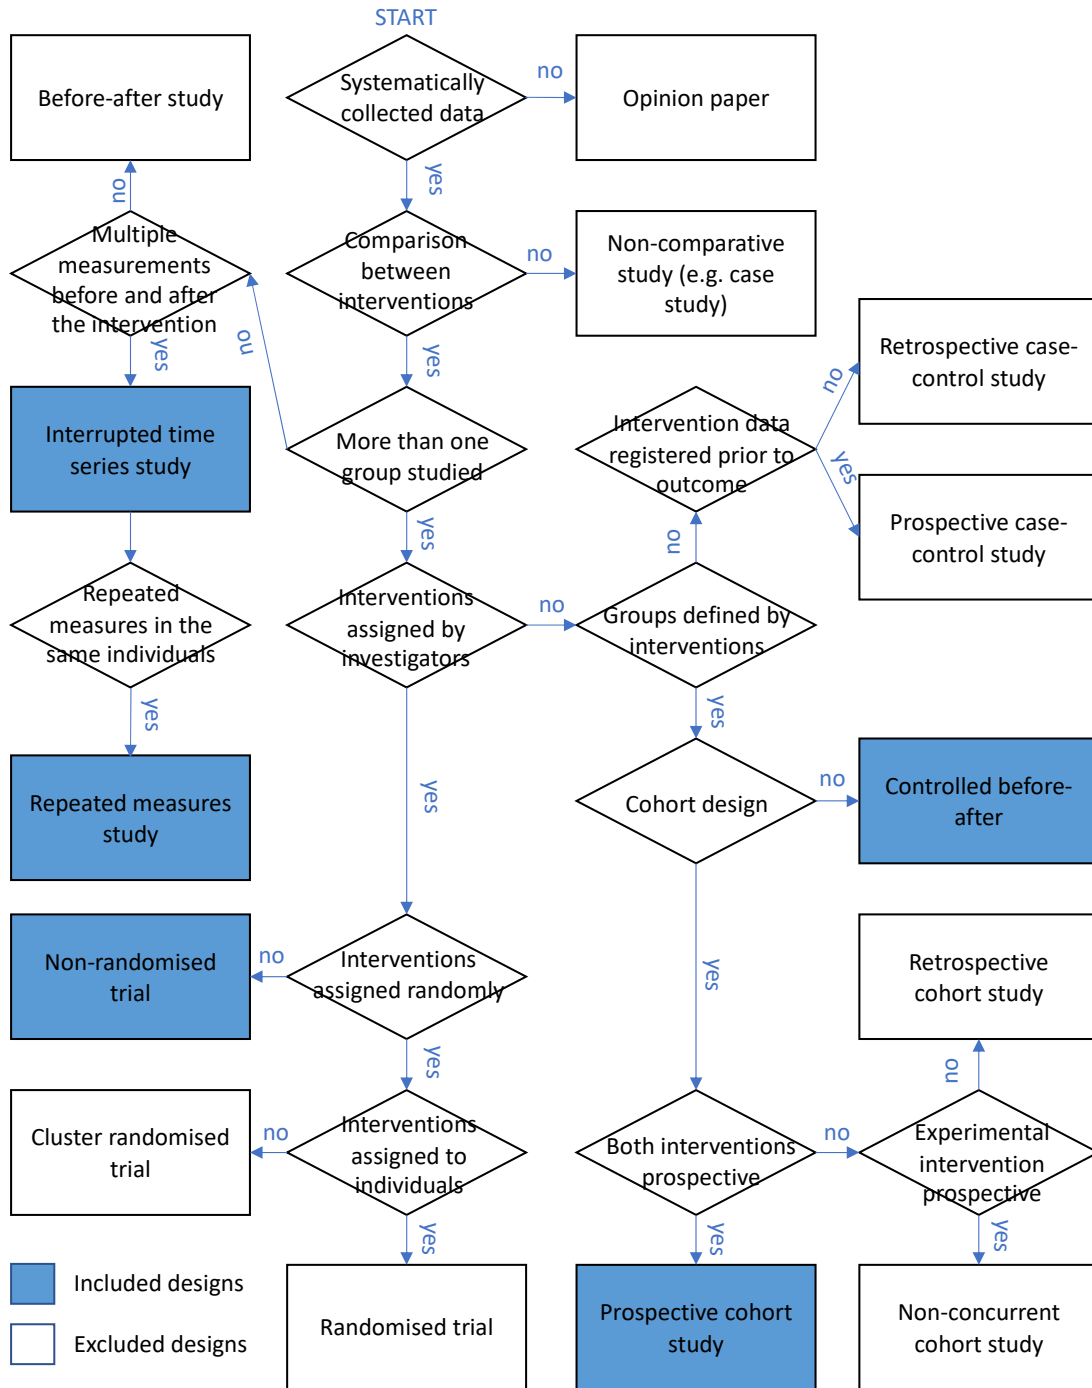 START
Before-after study
Systematically
collected data
no
Opinion paper
no
yes
Multiple
measurements
before and after
the intervention
Comparison
between
interventions
no
Non-comparative
study (e.g. case
study)
no
yes
yes
Retrospective case-
control study
Interrupted time
series study
More than one
group studied
Intervention data
registered prior to
outcome
no
yes
Prospective case-
control study
yes
no
Repeated
measures in the
same individuals
Interventions
assigned by
investigators
no
Groups defined by
interventions
yes
yes
yes
Repeated measures
study
Cohort design
no
Controlled before-
after
Non-randomised
trial
no
Interventions
assigned randomly
yes
Retrospective
cohort study
yes
no
Cluster randomised
trial
no
Interventions
assigned to
individuals
Both interventions
prospective
no
Experimental
intervention
prospective
yes
yes
yes
Included designs
Excluded designs
Randomised trial
Prospective cohort
study
Non-concurrent
cohort study